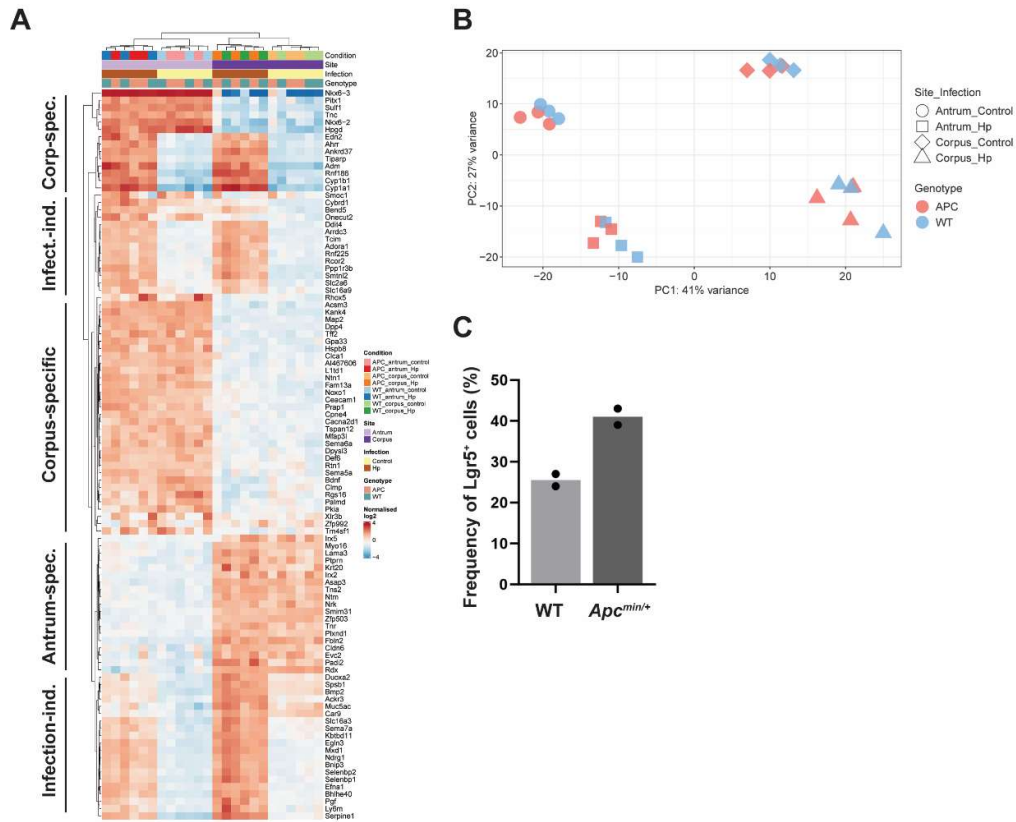 A
Condition
Site
Infection
Genotype
Nkx6-3
Pitx1
Sulf1
Tnc
Nkx6-2
Hpgd
Edn2
Ahrr
Ankrd37
Tiparp
Adm
Rnf186
Cyp1b1
Cyp1a1
Smoc1
Cybrd1
Bend5
Onecut2
Ddit4
Arrdc3
Tcim
Adora1
Rnf225
Rcor2
Ppp1r3b
Smtnl2
Slc2a6
Slc16a9
Rhox5
Acsm3
Kank4
Map2
Dpp4
Tff2
Gpa33
Hspb8
Clca1
AI467606
L1td1
Ntn1
Fam13a
Noxo1
Ceacam1
Prap1
Cpne4
Cacna2d1
Tspan12
Mfap3l
Sema6a
Dpysl3
Def6
Rtn1
Sema5a
Bdnf
Clmp
Rgs16
Palmd
Pkia
Xlr3b
Zfp992
Tm4sf1
Irx5
Myo16
Lama3
Ptprn
Krt20
Irx2
Asap3
Tns2
Ntm
Nrk
Smim31
Zfp503
Tnr
Plxnd1
Fbln2
Cldn6
Evc2
Padi2
Rdx
Duoxa2
Spsb1
Bmp2
Ackr3
Muc5ac
Car9
Slc16a3
Sema7a
Kbtbd11
Egln3
Mxd1
Ndrg1
Bnip3
Selenbp2
Selenbp1
Efna1
Bhlhe40
Pgf
Ly6m
Serpine1
Corp-spec.
Infect.-ind.
Corpus-specific
Antrum-spec.
Infection-ind.
Condition
APC_antrum_control
APC_antrum_Hp
APC_corpus_control
APC_corpus_Hp
WT_antrum_control
WT_antrum_Hp
WT_corpus_control
WT_corpus_Hp
Site
Antrum
Corpus
Infection
Control
Hp
Genotype
APC
WT
Normalised
log2
4
0
−4
B
20
10
0
−10
−20
PC2: 27% variance
−20
−10
0
10
20
PC1: 41% variance
Site_Infection
Antrum_Control
Antrum_Hp
Corpus_Control
Corpus_Hp
Genotype
APC
WT
C
Frequency of Lgr5+ cells (%)
50
40
30
20
10
0
WT
Apcmin/+